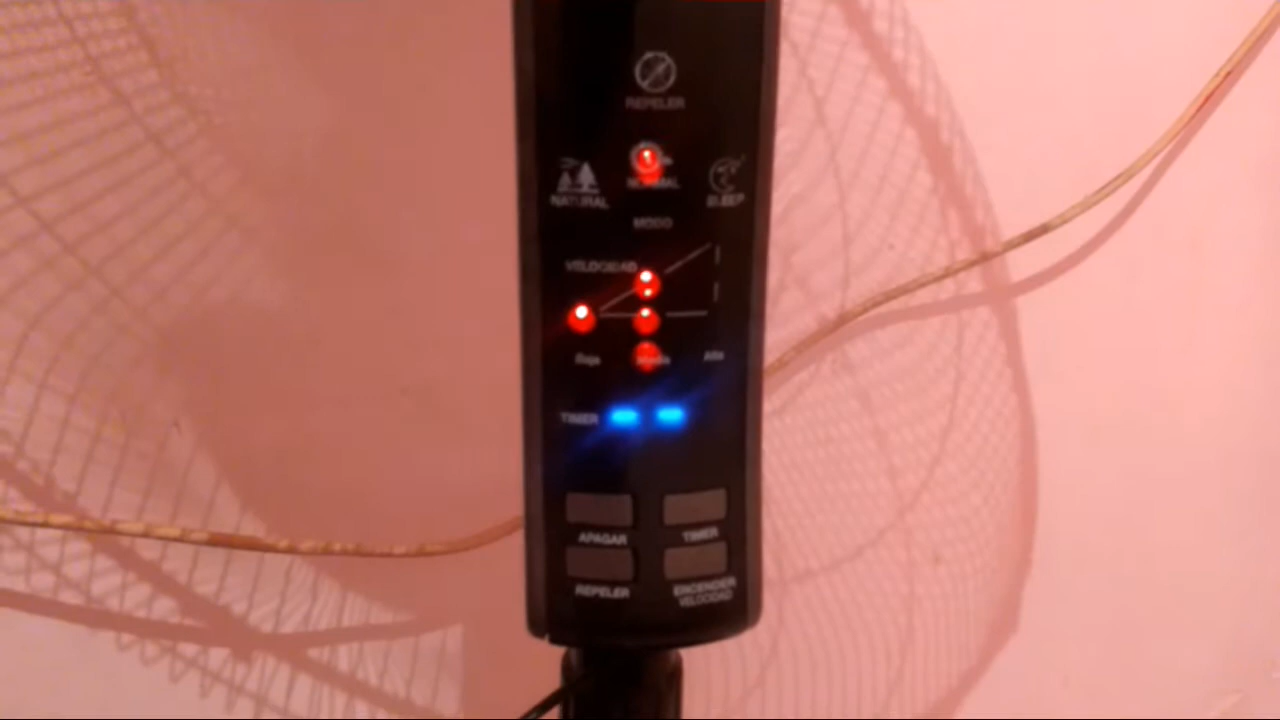 REPELER
NORMAL
NATURAL
SLEEP
MODO
VELOCIDAD
Baja
Media
Alta
TIMER
APAGAR
TIMER
REPELER
ENCENDER
VELOCIDAD